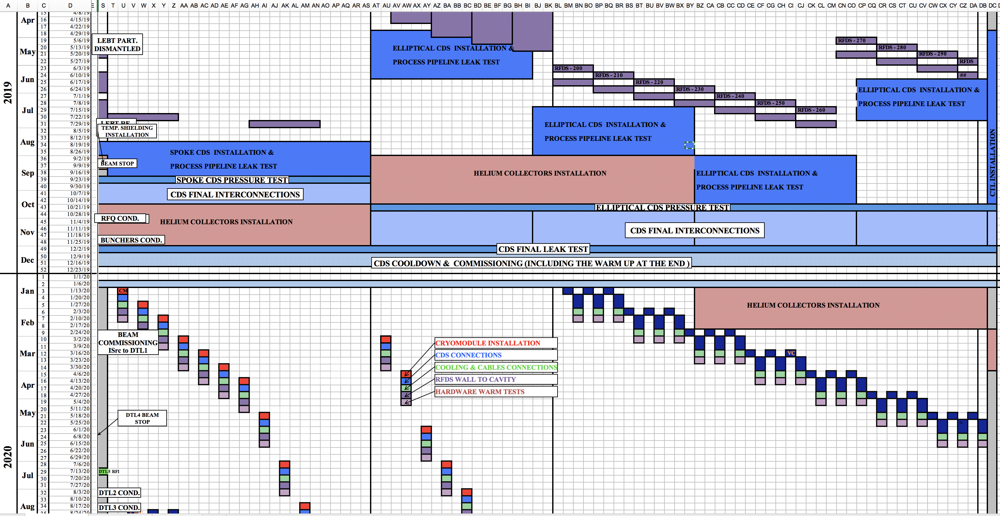 A B C D E S T U V W X Y Z AA AB AC AD AE AF AG AH AI AJ AK AL AM AN AO AP AQ AR AS AT AU AV AW AX AY AZ BA BB BC BD BE BF BG BH BI BJ BK BL BM BN BO BP BQ BR BS BT BU BV BW BX BY BZ CA CB CC CD CE CF CG CH CI CJ CK CL CM CN CO CP CQ CR CS CT CU CV CW CX CY CZ DA DB DC
2019
Apr
15 4/8/19
16 4/15/19
17 4/22/19
18 4/29/19
May
19 5/6/19
20 5/13/19
21 5/20/19
22 5/27/19
Jun
23 6/3/19
24 6/10/19
25 6/17/19
26 6/24/19
Jul
27 7/1/19
28 7/8/19
29 7/15/19
30 7/22/19
31 7/29/19
Aug
32 8/5/19
33 8/12/19
34 8/19/19
35 8/26/19
Sep
36 9/2/19
37 9/9/19
38 9/16/19
39 9/23/19
40 9/30/19
Oct
41 10/7/19
42 10/14/19
43 10/21/19
44 10/28/19
Nov
45 11/4/19
46 11/11/19
47 11/18/19
48 11/25/19
Dec
49 12/2/19
50 12/9/19
51 12/16/19
52 12/23/19
2020
Jan
1 1/1/20
2 1/6/20
3 1/13/20
4 1/20/20
5 1/27/20
Feb
6 2/3/20
7 2/10/20
8 2/17/20
9 2/24/20
Mar
10 3/2/20
11 3/9/20
12 3/16/20
13 3/23/20
14 3/30/20
Apr
15 4/6/20
16 4/13/20
17 4/20/20
18 4/27/20
May
19 5/4/20
20 5/11/20
21 5/18/20
22 5/25/20
Jun
23 6/1/20
24 6/8/20
25 6/15/20
26 6/22/20
27 6/29/20
Jul
28 7/6/20
29 7/13/20
30 7/20/20
31 7/27/20
Aug
32 8/3/20
33 8/10/20
34 8/17/20
35 8/24/20
LEBT PART.
DISMANTLED
ELLIPTICAL CDS INSTALLATION &
PROCESS PIPELINE LEAK TEST
RFDS - 200
RFDS - 210
RFDS - 220
RFDS - 230
RFDS - 240
RFDS - 250
RFDS - 260
RFDS - 270
RFDS - 280
RFDS - 290
RFDS
##
ELLIPTICAL CDS INSTALLATION &
PROCESS PIPELINE LEAK TEST
CTL INSTALLATION
LEBT RE
TEMP. SHIELDING
INSTALLATION
ELLIPTICAL CDS INSTALLATION &
PROCESS PIPELINE LEAK TEST
SPOKE CDS INSTALLATION &
PROCESS PIPELINE LEAK TEST
BEAM STOP
HELIUM COLLECTORS INSTALLATION
ELLIPTICAL CDS INSTALLATION &
PROCESS PIPELINE LEAK TEST
SPOKE CDS PRESSURE TEST
CDS FINAL INTERCONNECTIONS
ELLIPTICAL CDS PRESSURE TEST
RFQ COND.
HELIUM COLLECTORS INSTALLATION
CDS FINAL INTERCONNECTIONS
BUNCHERS COND.
CDS FINAL LEAK TEST
CDS COOLDOWN & COMMISSIONING (INCLUDING THE WARM UP AT THE END )
CM
HELIUM COLLECTORS INSTALLATION
BEAM
COMMISSIONING
ISrc to DTL1
CRYOMODULE INSTALLATION
CDS CONNECTIONS
COOLING & CABLES CONNECTIONS
RFDS WALL TO CAVITY
HARDWARE WARM TESTS
VC
DTL4 BEAM
STOP
DTL5 RFI
DTL2 COND.
DTL3 COND.